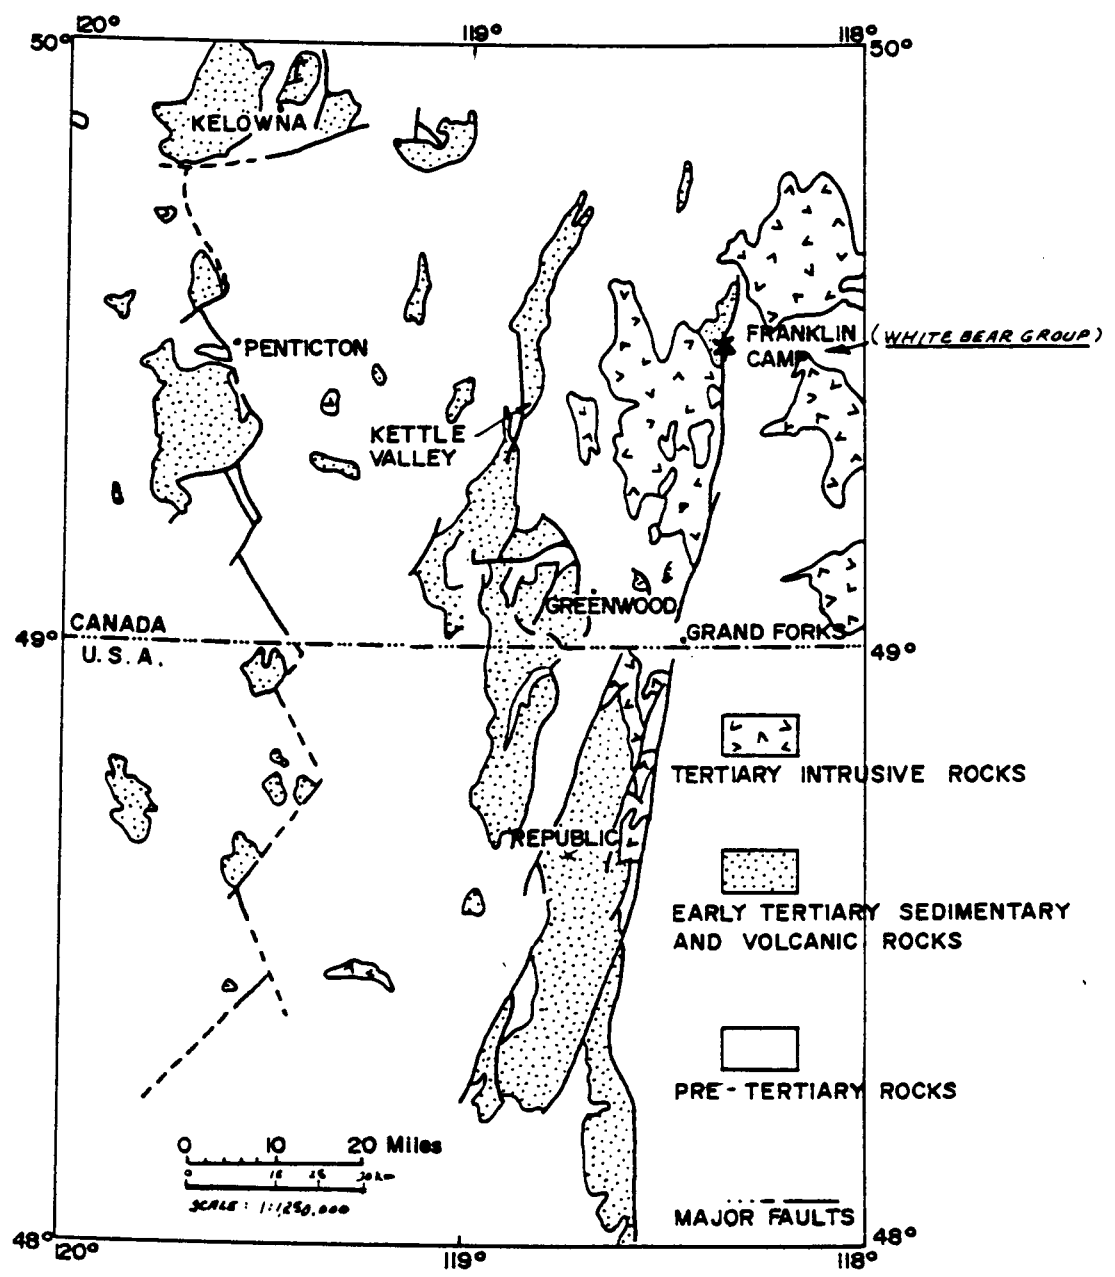 120°
119°
118°
50°
50°
KELOWNA
PENTICTON
FRANKLIN
CAMP
(WHITE BEAR GROUP)
KETTLE
VALLEY
GREENWOOD
CANADA
GRAND FORKS
49°
49°
U.S.A.
TERTIARY INTRUSIVE ROCKS
REPUBLIC
EARLY TERTIARY SEDIMENTARY
AND VOLCANIC ROCKS
PRE-TERTIARY ROCKS
0 10 20 Miles
SCALE: 1:1,250,000
MAJOR FAULTS
48°
48°
120°
119°
118°